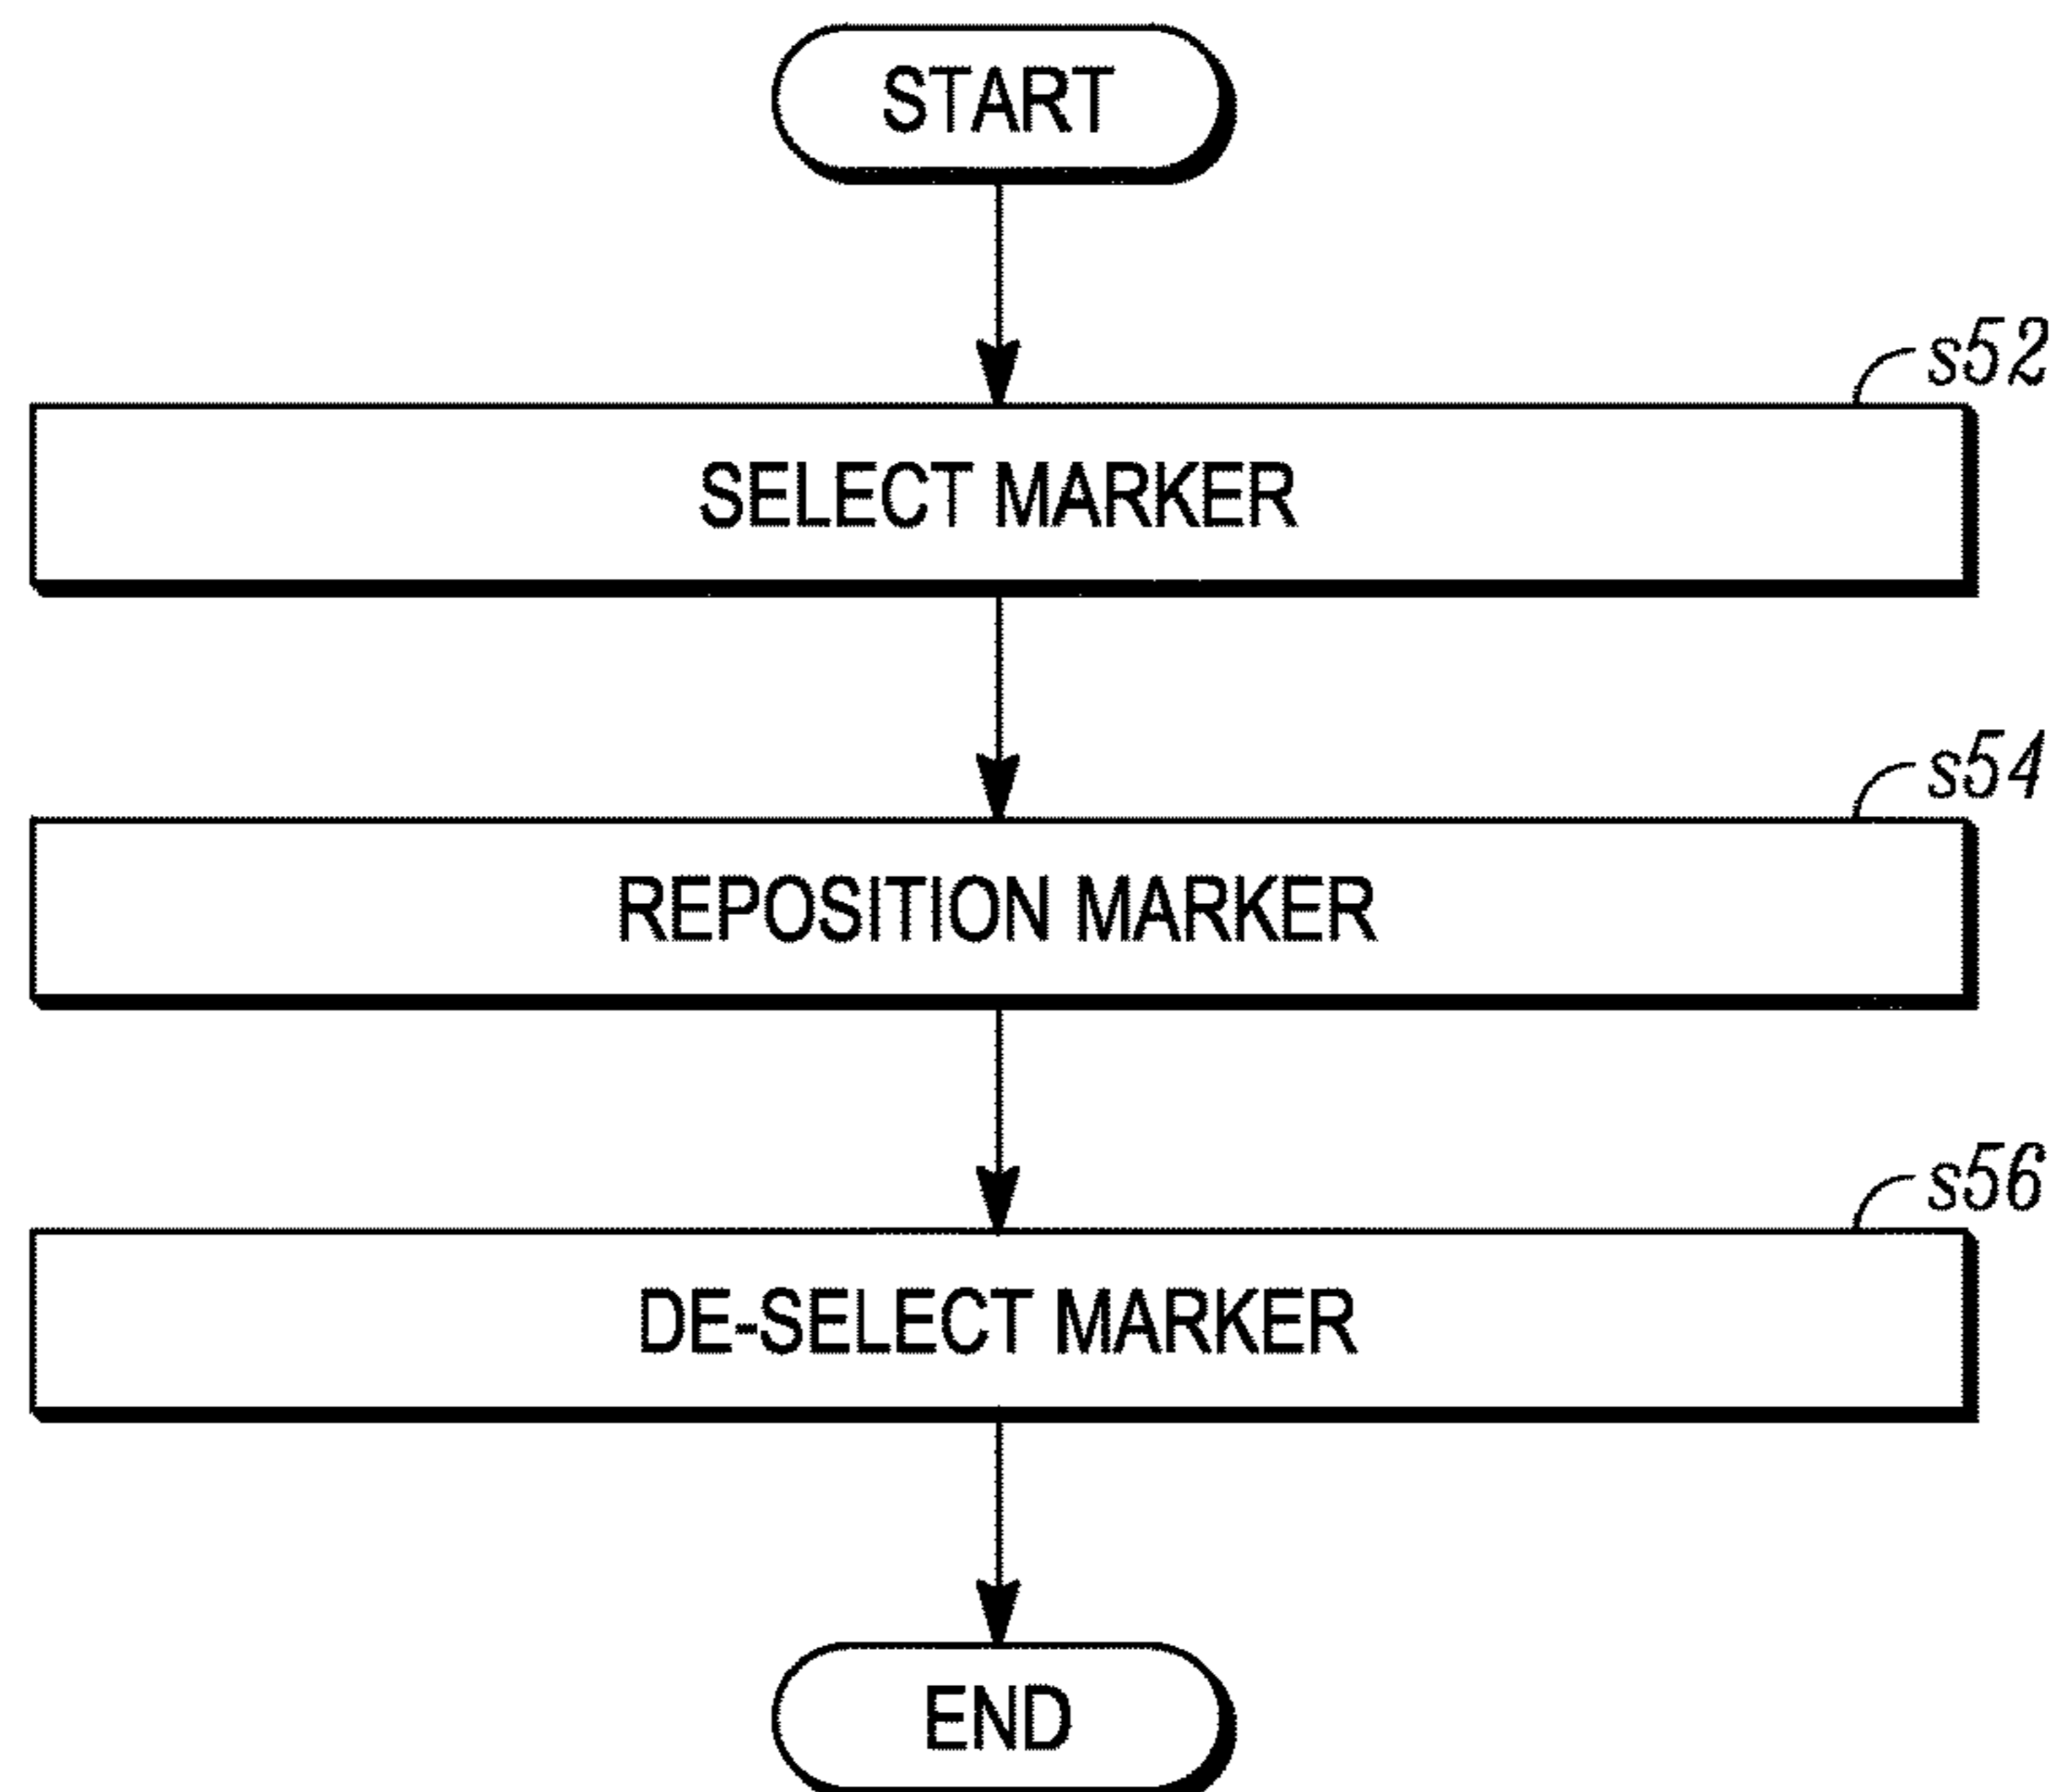 START
s52
SELECT MARKER
s54
REPOSITION MARKER
s56
DE-SELECT MARKER
END